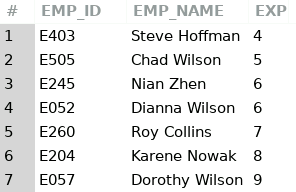 # EMP_ID EMP_NAME EXP
1 E403 Steve Hoffman 4
2 E505 Chad Wilson 5
3 E245 Nian Zhen 6
4 E052 Dianna Wilson 6
5 E260 Roy Collins 7
6 E204 Karene Nowak 8
7 E057 Dorothy Wilson 9